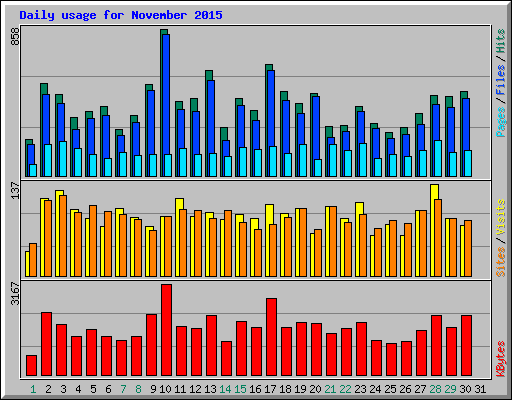 Daily usage for November 2015
858
Pages / Files / Hits
137
Sites / Visits
3167
KBytes
1 2 3 4 5 6 7 8 9 10 11 12 13 14 15 16 17 18 19 20 21 22 23 24 25 26 27 28 29 30 31